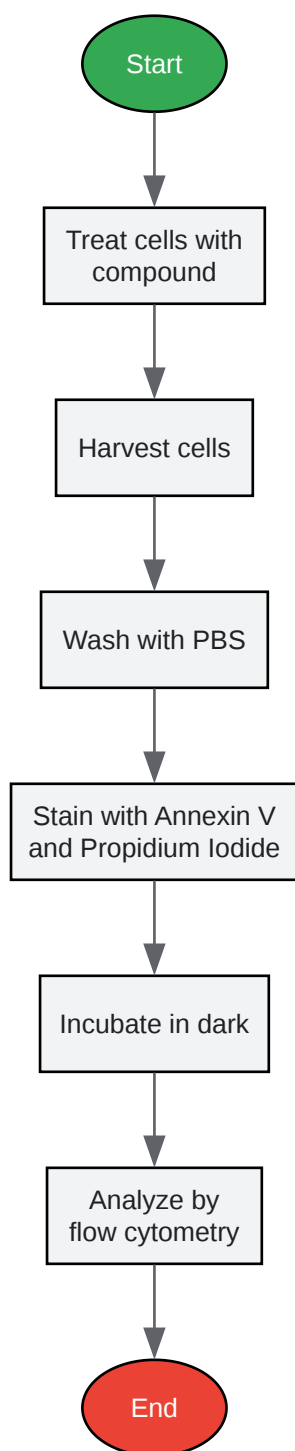 Start
Treat cells with
compound
Harvest cells
Wash with PBS
Stain with Annexin V
and Propidium Iodide
Incubate in dark
Analyze by
flow cytometry
End